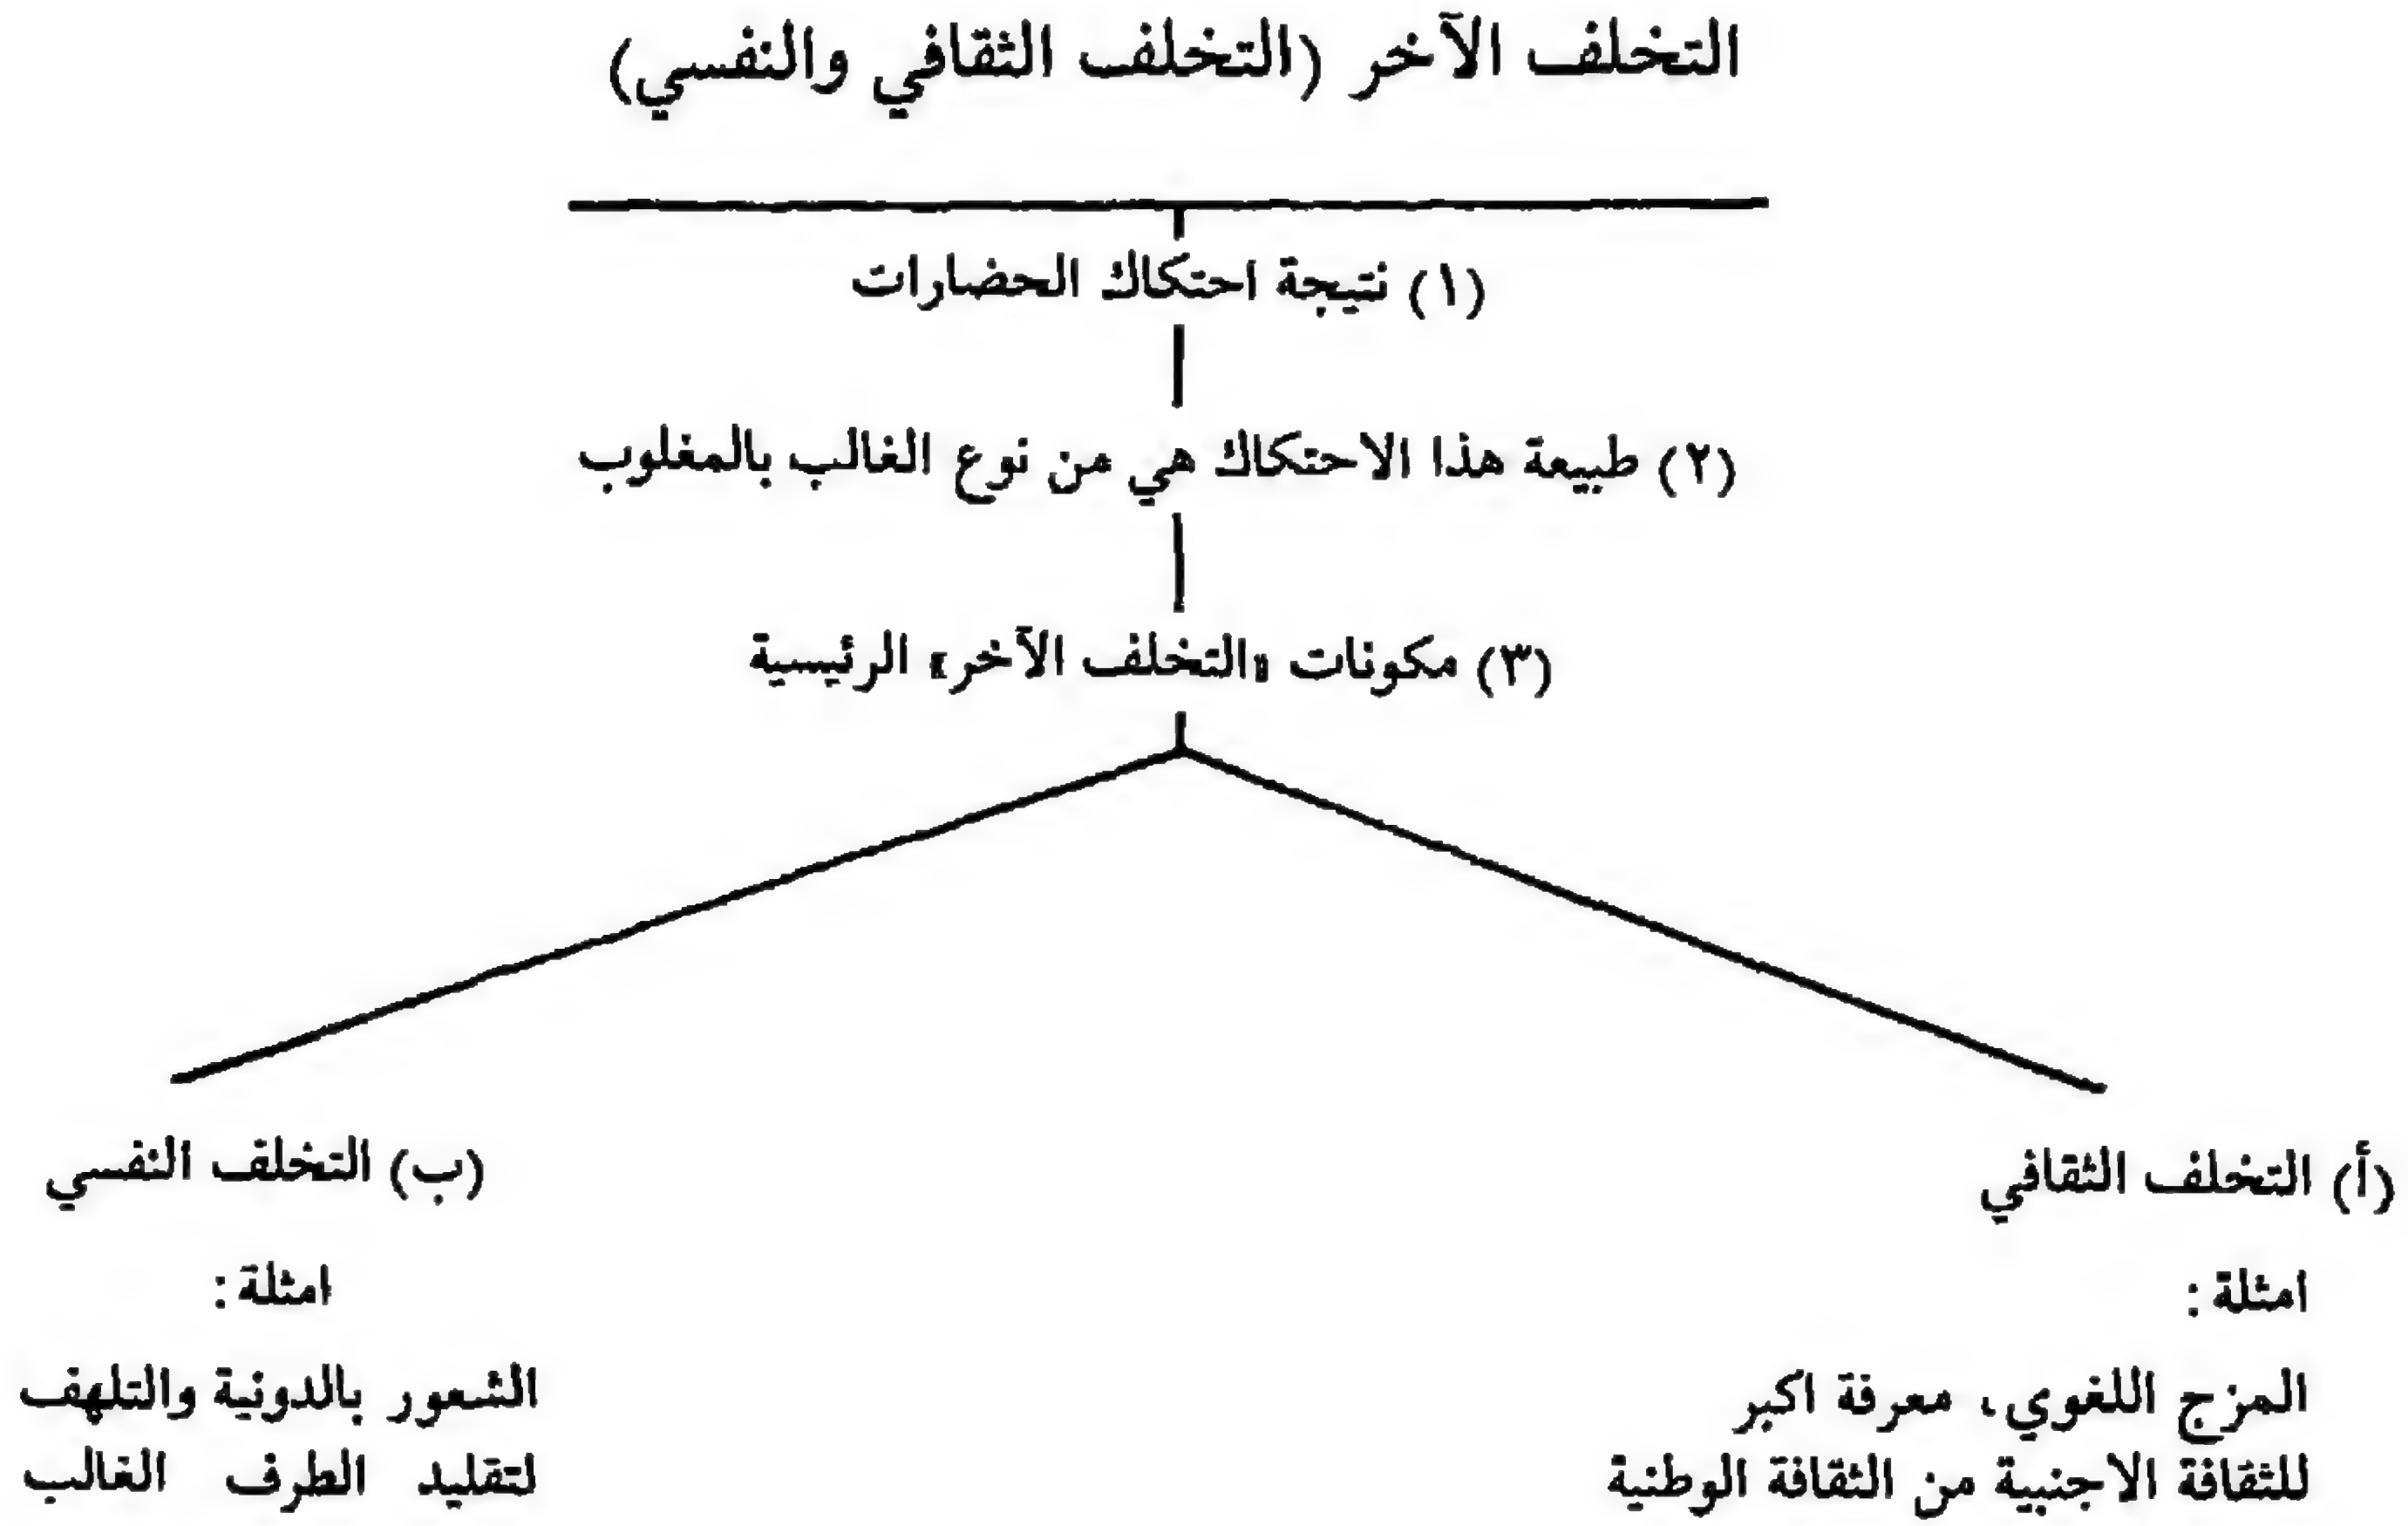 التخلف الآخر (التخلف الثقافي والنفسي)
(١) نتيجة احتكاك الحضارات
(٢) طبيعة هذا الاحتكاك هي من نوع الغالب بالمغلوب
(٣) مكونات «التخلف الآخر» الرئيسية
(أ) التخلف الثقافي
امثلة :
المزج اللغوي، معرفة اكبر
للثقافة الاجنبية من الثقافة الوطنية
(ب) التخلف النفسي
امثلة :
الشعور بالدونية والتلهف
لتقليد الطرف الغالب